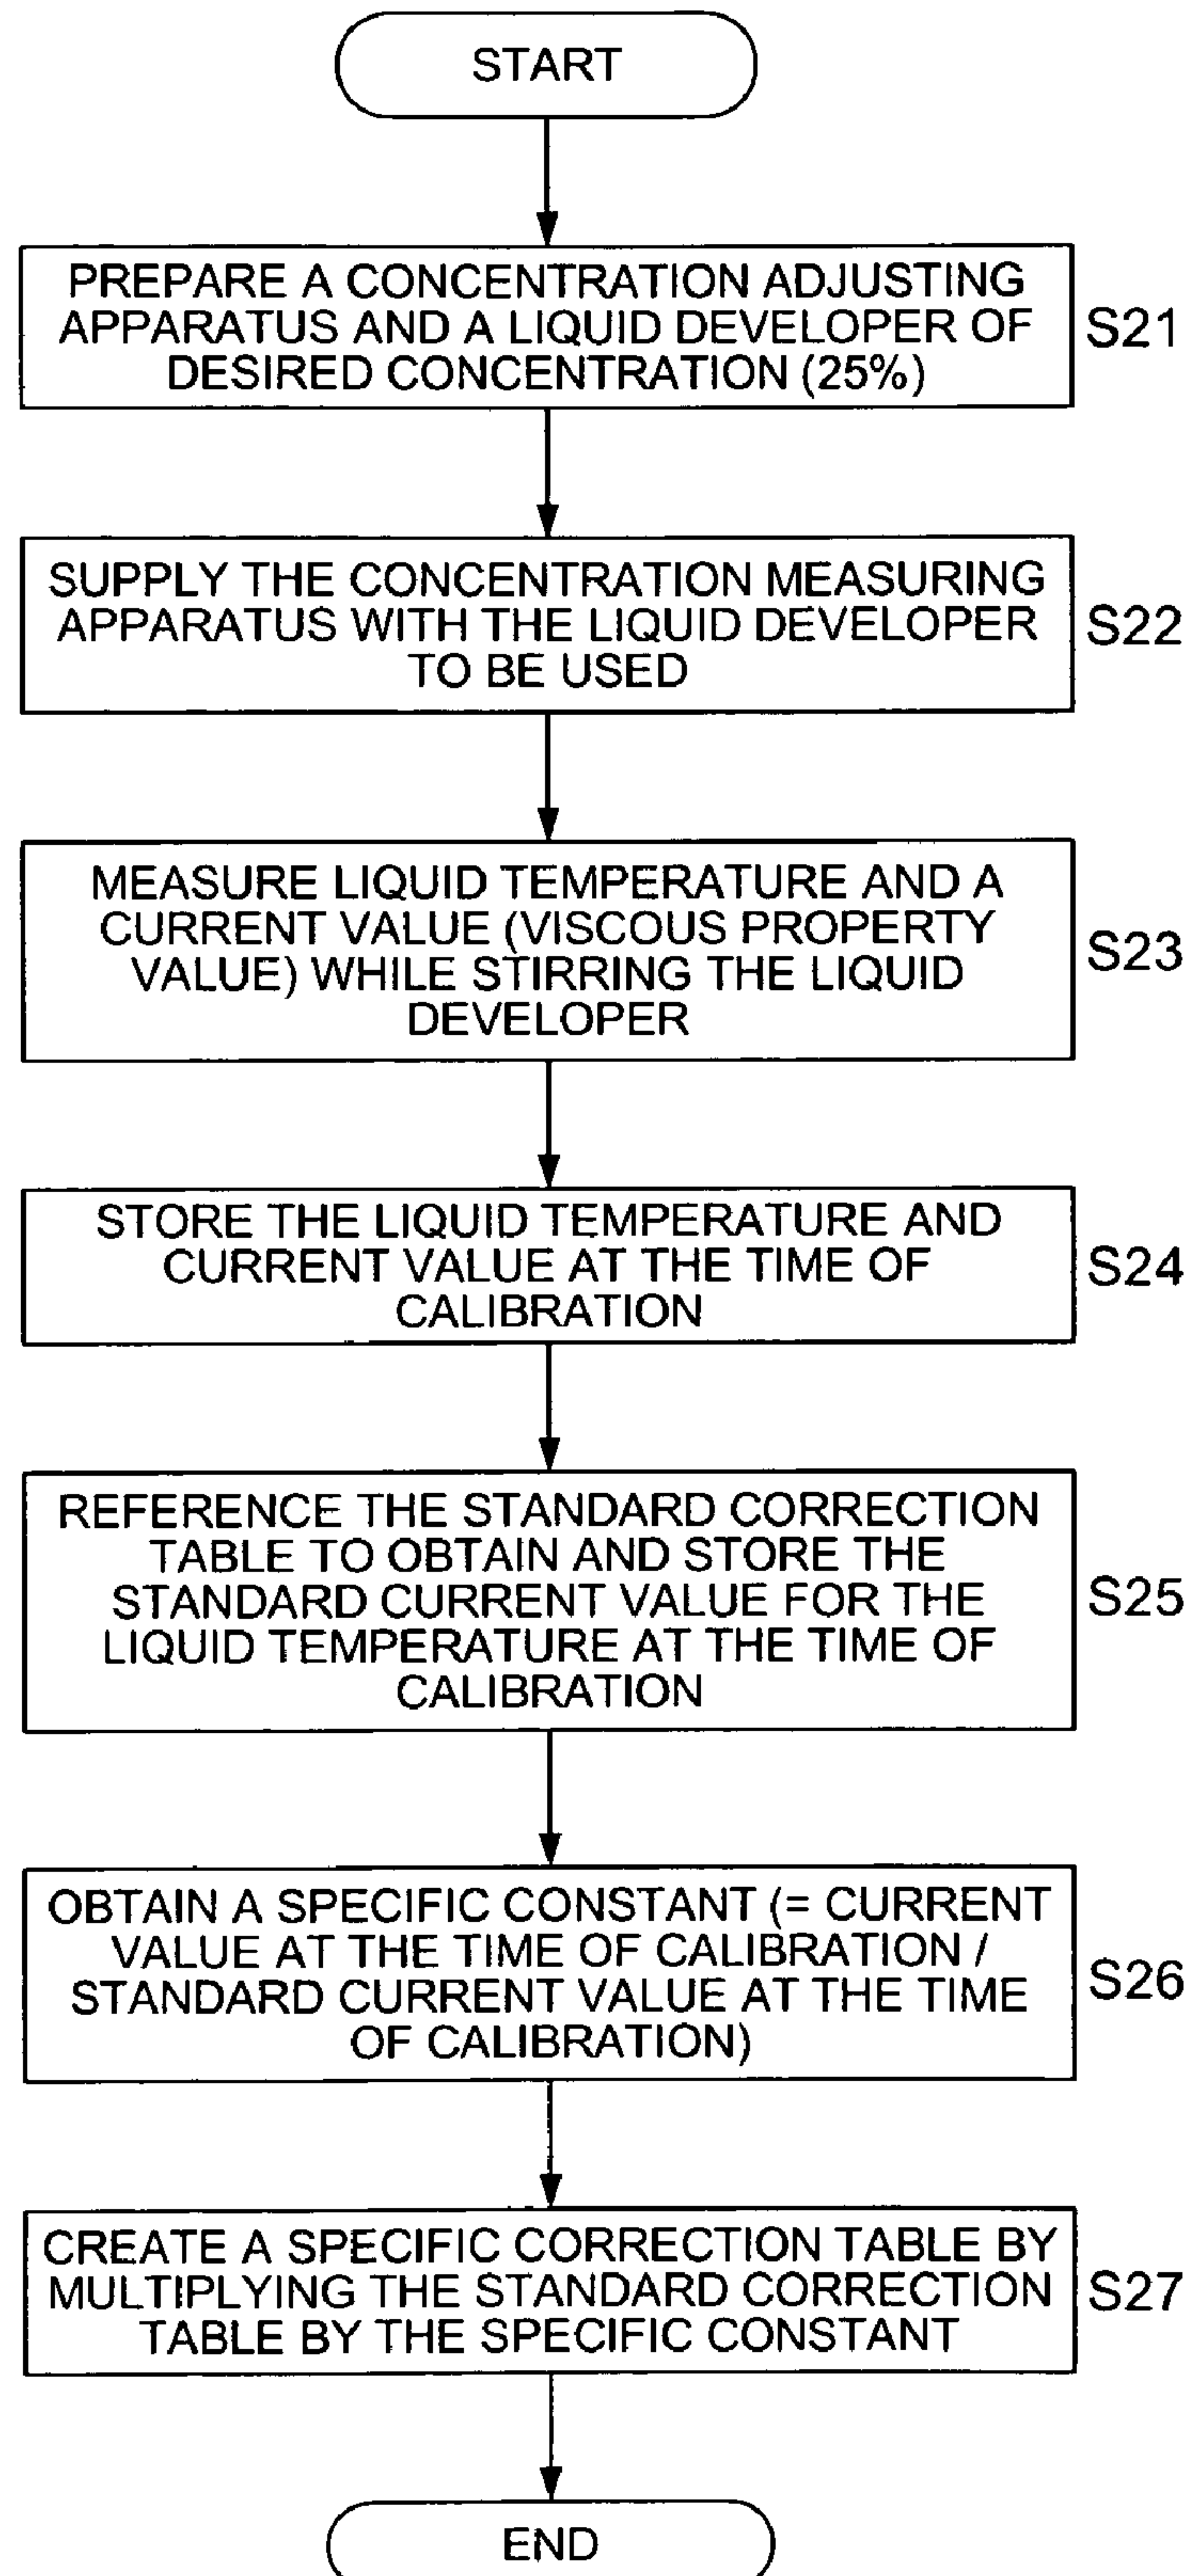 START
PREPARE A CONCENTRATION ADJUSTING
APPARATUS AND A LIQUID DEVELOPER OF
DESIRED CONCENTRATION (25%)
S21
SUPPLY THE CONCENTRATION MEASURING
APPARATUS WITH THE LIQUID DEVELOPER
TO BE USED
S22
MEASURE LIQUID TEMPERATURE AND A
CURRENT VALUE (VISCOUS PROPERTY
VALUE) WHILE STIRRING THE LIQUID
DEVELOPER
S23
STORE THE LIQUID TEMPERATURE AND
CURRENT VALUE AT THE TIME OF
CALIBRATION
S24
REFERENCE THE STANDARD CORRECTION
TABLE TO OBTAIN AND STORE THE
STANDARD CURRENT VALUE FOR THE
LIQUID TEMPERATURE AT THE TIME OF
CALIBRATION
S25
OBTAIN A SPECIFIC CONSTANT (= CURRENT
VALUE AT THE TIME OF CALIBRATION /
STANDARD CURRENT VALUE AT THE TIME
OF CALIBRATION)
S26
CREATE A SPECIFIC CORRECTION TABLE BY
MULTIPLYING THE STANDARD CORRECTION
TABLE BY THE SPECIFIC CONSTANT
S27
END